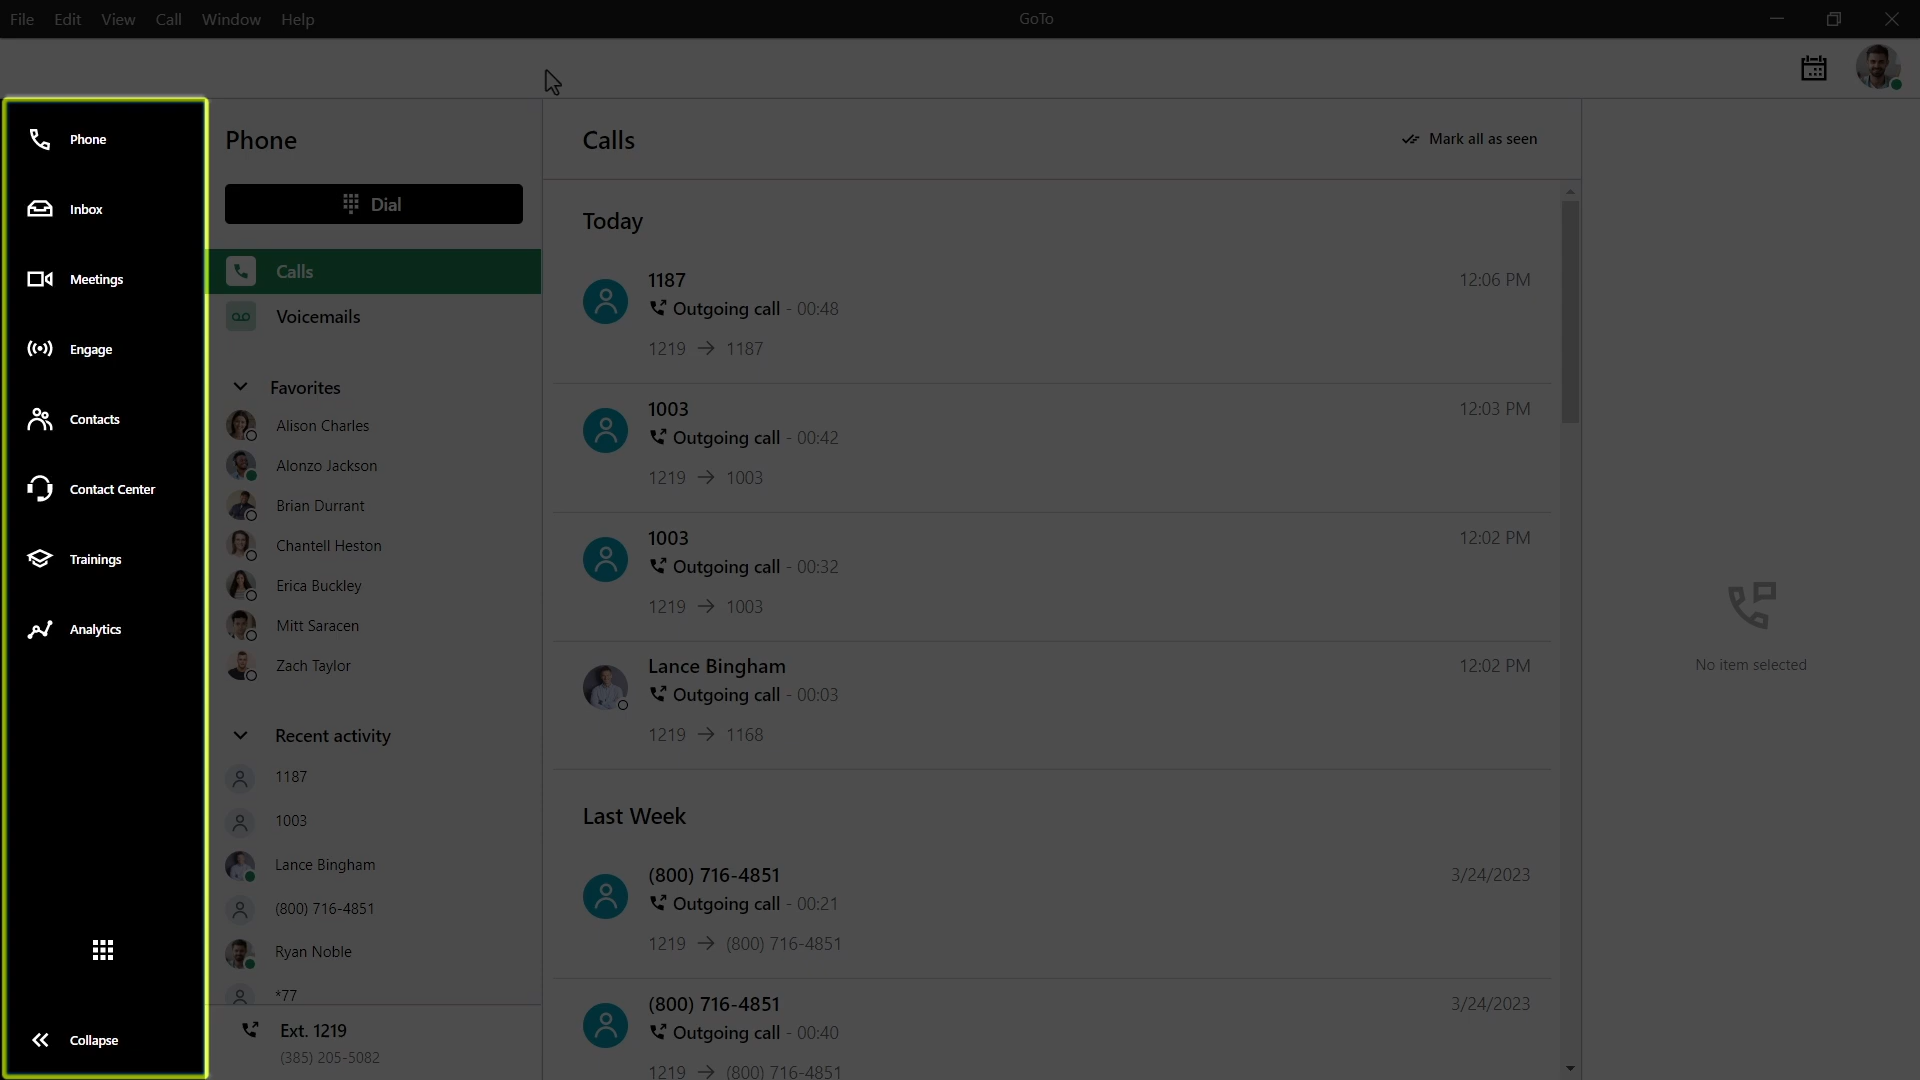 File Edit View Call Window Help
GoTo
Phone
Inbox
Meetings
Engage
Contacts
Contact Center
Trainings
Analytics
Collapse
Phone
Dial
Calls
Voicemails
Favorites
Alison Charles
Alonzo Jackson
Brian Durrant
Chantell Heston
Erica Buckley
Mitt Saracen
Zach Taylor
Recent activity
1187
1003
Lance Bingham
(800) 716-4851
Ryan Noble
*77
Ext. 1219
(385) 205-5082
Calls
Mark all as seen
Today
1187 12:06 PM
Outgoing call - 00:48
1219 → 1187
1003 12:03 PM
Outgoing call - 00:42
1219 → 1003
1003 12:02 PM
Outgoing call - 00:32
1219 → 1003
Lance Bingham 12:02 PM
Outgoing call - 00:03
1219 → 1168
Last Week
(800) 716-4851 3/24/2023
Outgoing call - 00:21
1219 → (800) 716-4851
(800) 716-4851 3/24/2023
Outgoing call - 00:40
1219 → (800) 716-4851
No item selected